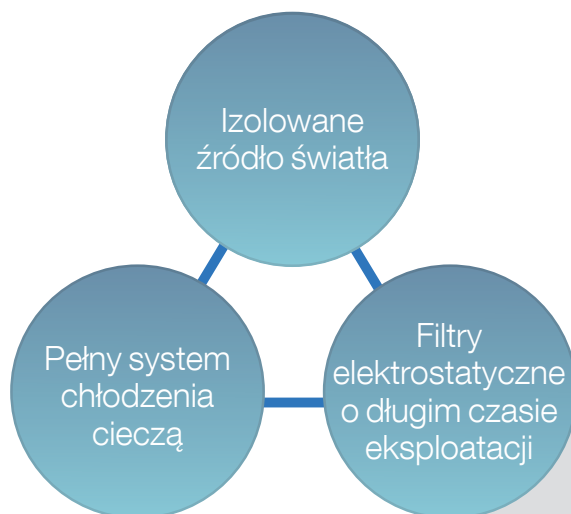 Izolowane
źródło światła
Pełny system
chłodzenia
cieczą
Filtry
elektrostatyczne
o długim czasie
eksploatacji